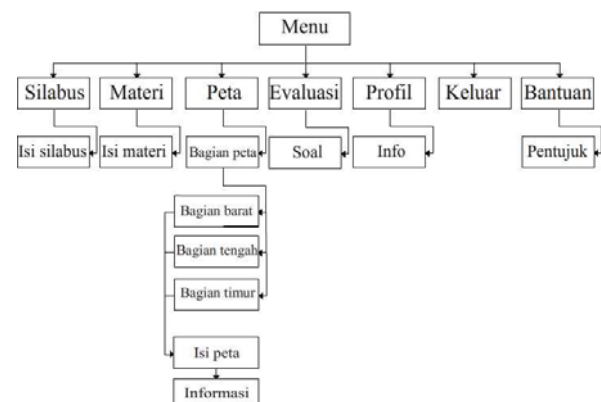 Menu
Silabus Materi Peta Evaluasi Profil Keluar Bantuan
Isi silabus Isi materi Bagian peta Soal Info Pentujuk
Bagian barat
Bagian tengah
Bagian timur
Isi peta
Informasi